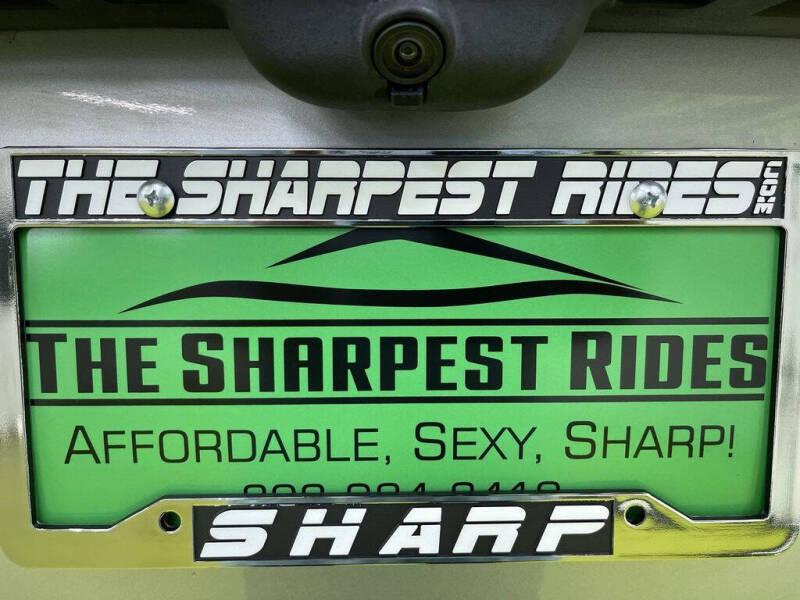 THE SHARPEST RIDES.COM
THE SHARPEST RIDES
AFFORDABLE, SEXY, SHARP!
SHARP